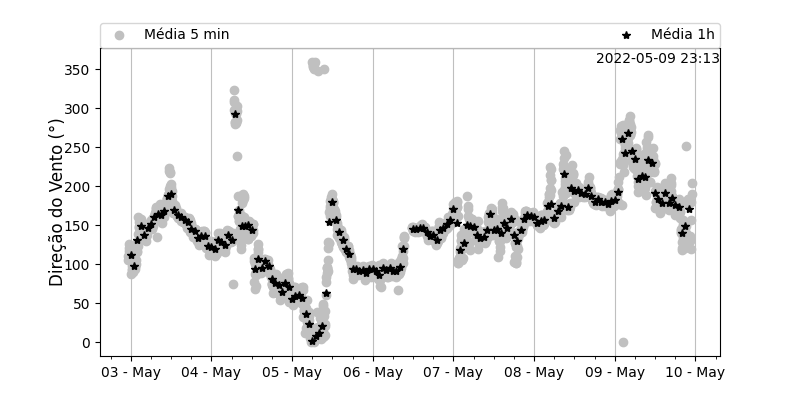 Média 5 min
Média 1h
2022-05-09 23:13
Direção do Vento (°)
350
300
250
200
150
100
50
0
03 - May
04 - May
05 - May
06 - May
07 - May
08 - May
09 - May
10 - May